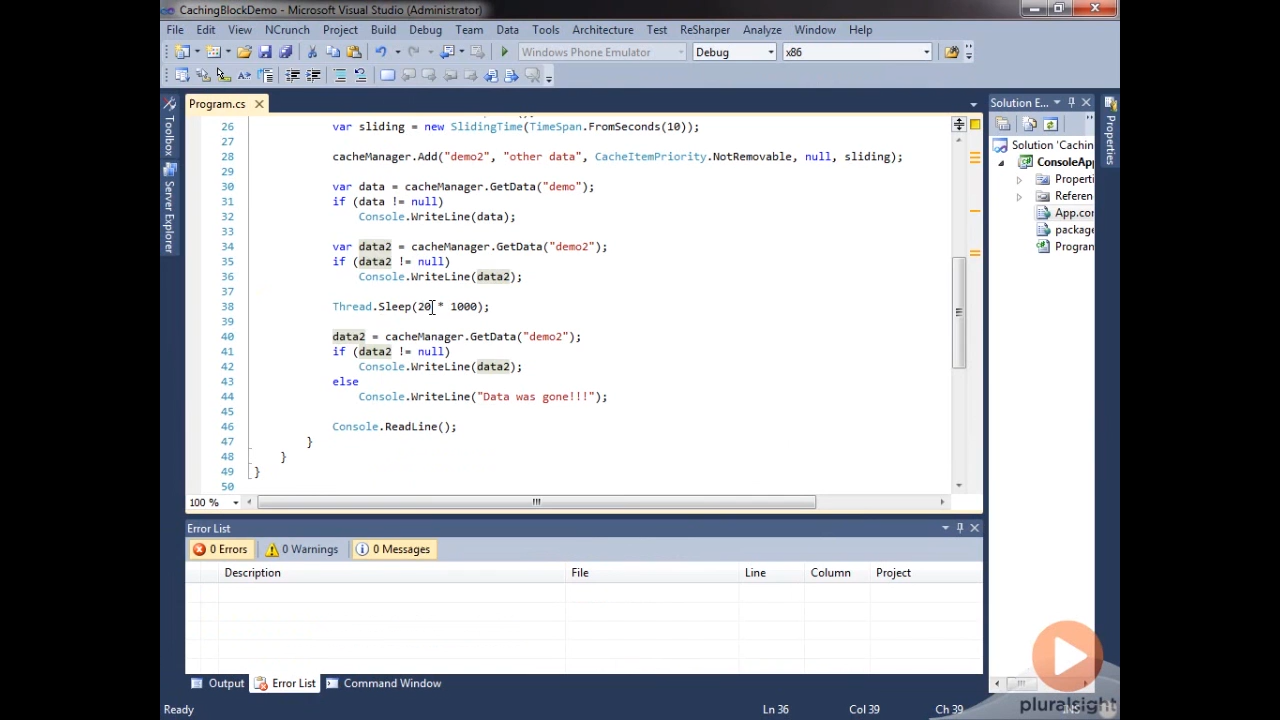 CachingBlockDemo - Microsoft Visual Studio (Administrator)
File Edit View NCrunch Project Build Debug Team Data Tools ReSharper Architecture Test Analyze Window Help
Windows Phone Emulator Debug x86
Program.cs
Solution E...
26 var sliding = new SlidingTime(TimeSpan.FromSeconds(10));
27
28 cacheManager.Add("demo2", "other data", CacheItemPriority.NotRemovable, null, sliding);
29
30 var data = cacheManager.GetData("demo");
31 if (data != null)
32 Console.WriteLine(data);
33
34 var data2 = cacheManager.GetData("demo2");
35 if (data2 != null)
36 Console.WriteLine(data2);
37
38 Thread.Sleep(20 * 1000);
39
40 data2 = cacheManager.GetData("demo2");
41 if (data2 != null)
42 Console.WriteLine(data2);
43 else
44 Console.WriteLine("Data was gone!!!");
45
46 Console.ReadLine();
47 }
48 }
49 }
50
100 %
Toolbox
Server Explorer
Solution 'Caching
ConsoleApp
Properti
Referen
App.cor
package
Program
Properties
Error List
0 Errors 0 Warnings 0 Messages
Description File Line Column Project
Output Error List Command Window
Ready Ln 36 Col 39 Ch 39 INS
pluralsight